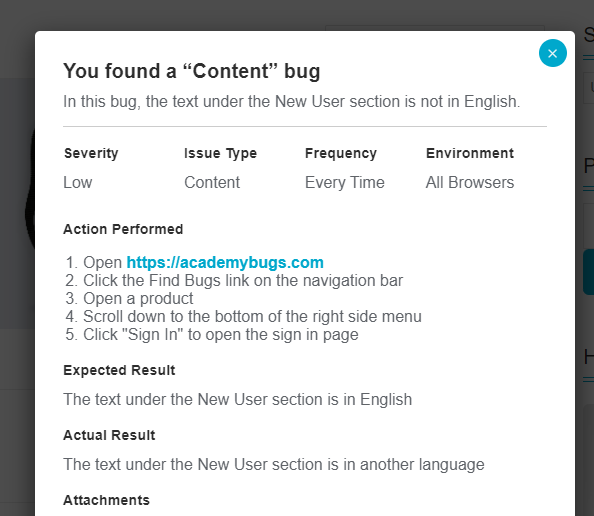 You found a “Content” bug
In this bug, the text under the New User section is not in English.
Severity Issue Type Frequency Environment
Low Content Every Time All Browsers
Action Performed
1. Open https://academybugs.com
2. Click the Find Bugs link on the navigation bar
3. Open a product
4. Scroll down to the bottom of the right side menu
5. Click "Sign In" to open the sign in page
Expected Result
The text under the New User section is in English
Actual Result
The text under the New User section is in another language
Attachments